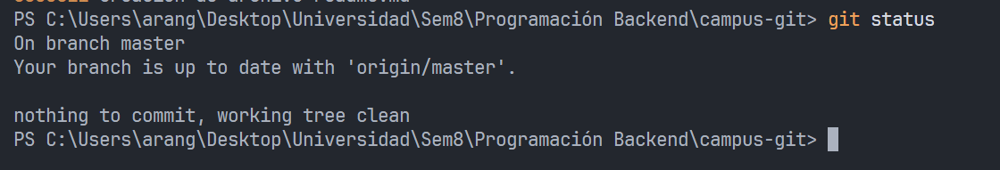 PS C:\Users\arang\Desktop\Universidad\Sem8\Programación Backend\campus-git> git status
On branch master
Your branch is up to date with 'origin/master'.
nothing to commit, working tree clean
PS C:\Users\arang\Desktop\Universidad\Sem8\Programación Backend\campus-git>